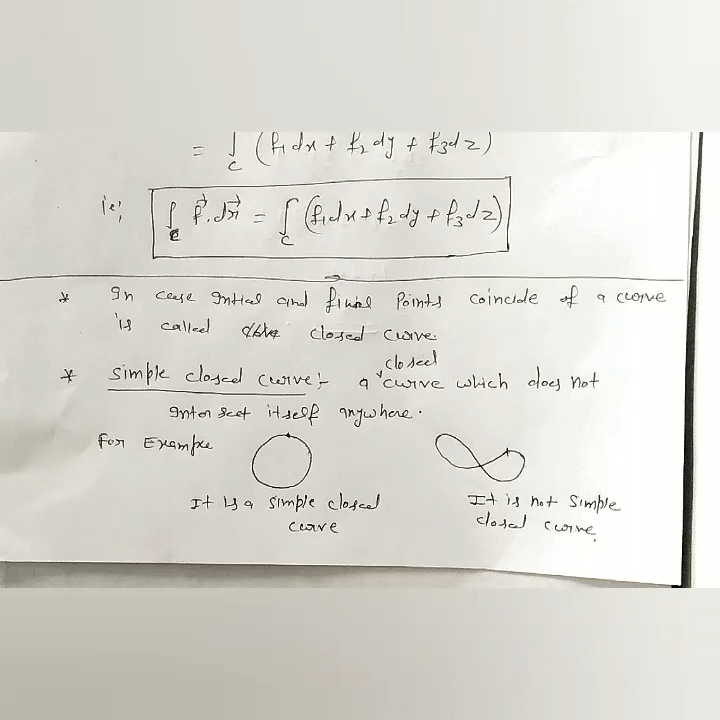 = ∫_C (f₁dx + f₂dy + f₃dz)
ie; ∫_C f⃗.dr⃗ = ∫_C (f₁dx + f₂dy + f₃dz)
* In case Intial and final Points coincide of a curve
is called closed curve.
closed
* Simple closed curve:- a curve which does not
Intersect itself anywhere.
For Example
It is a simple closed
curve
It is not simple
closed curve.